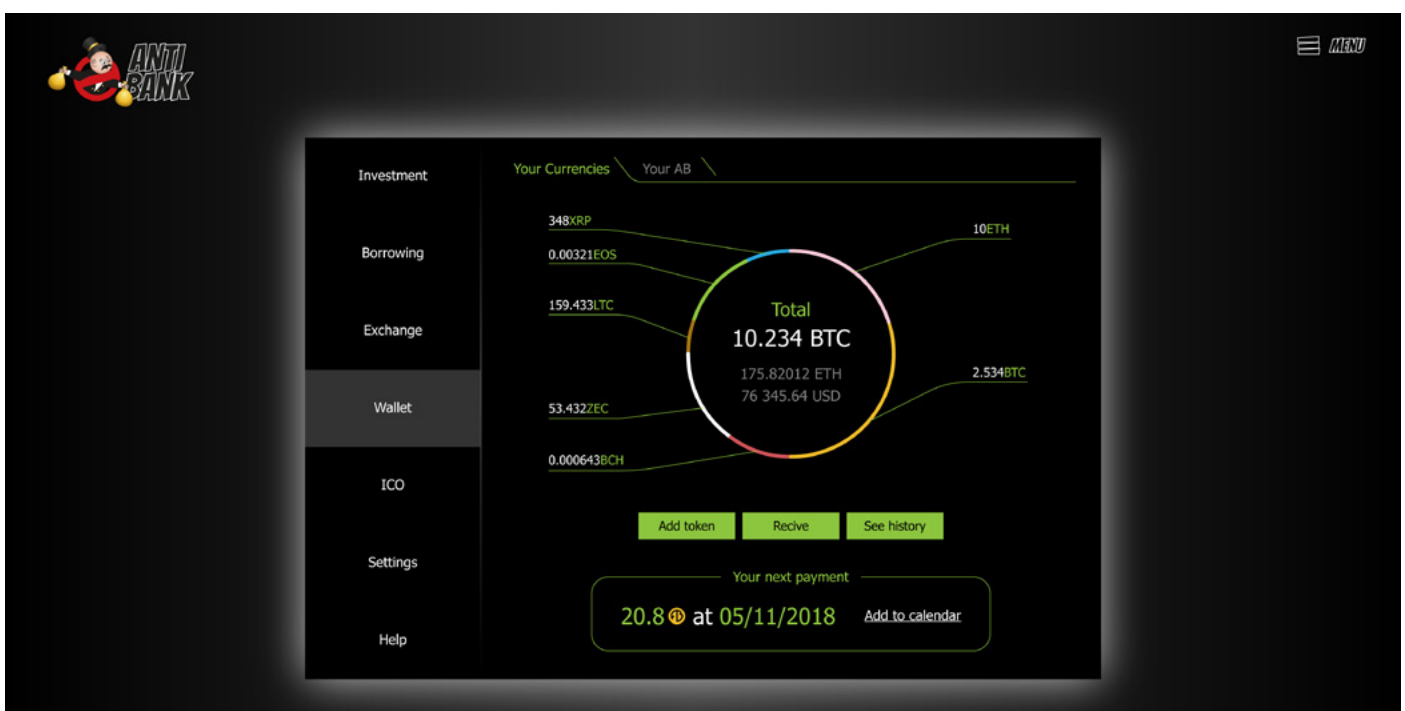 ANTI
BANK
MENU
Investment
Borrowing
Exchange
Wallet
ICO
Settings
Help
Your Currencies
Your AB
348XRP
0.00321EOS
159.433LTC
53.432ZEC
0.000643BCH
10ETH
2.534BTC
Total
10.234 BTC
175.82012 ETH
76 345.64 USD
Add token
Recive
See history
Your next payment
20.8 at 05/11/2018
Add to calendar